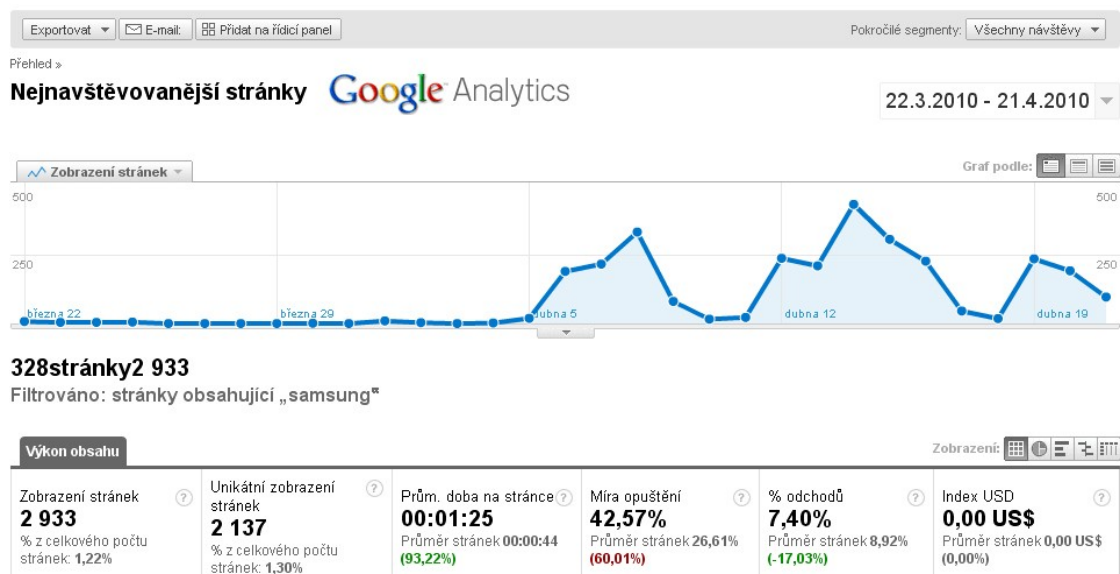 Exportovat E-mail: Přidat na řídicí panel Pokročilé segmenty: Všechny návštěvy
Přehled »
Nejnavštěvovanější stránky Google Analytics
22.3.2010 - 21.4.2010
Zobrazení stránek Graf podle:
500 500
250 250
března 22 března 29 dubna 5 dubna 12 dubna 19
328stránky2 933
Filtrováno: stránky obsahující „samsung“
Výkon obsahu Zobrazení:
Zobrazení stránek ?
2 933
% z celkového počtu
stránek: 1,22%
Unikátní zobrazení ?
stránek
2 137
% z celkového počtu
stránek: 1,30%
Prům. doba na stránce ?
00:01:25
Průměr stránek 00:00:44
(93,22%)
Míra opuštění ?
42,57%
Průměr stránek 26,61%
(60,01%)
% odchodů ?
7,40%
Průměr stránek 8,92%
(-17,03%)
Index USD ?
0,00 US$
Průměr stránek 0,00 US$
(0,00%)